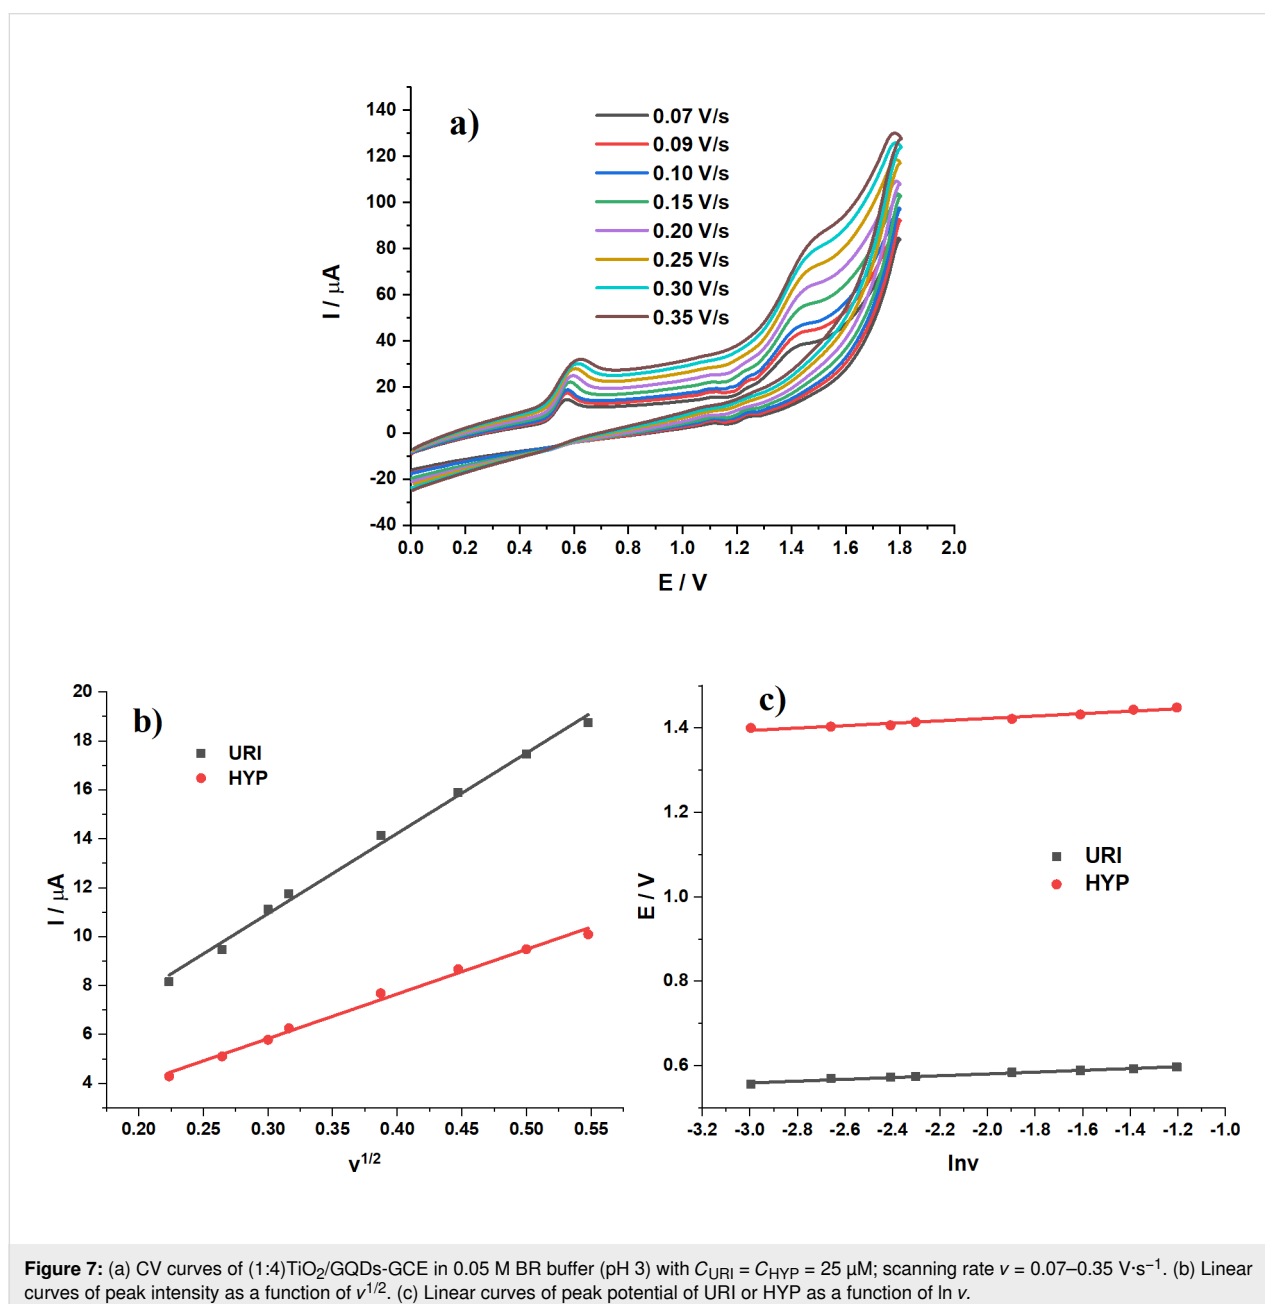 a)
0.07 V/s
0.09 V/s
0.10 V/s
0.15 V/s
0.20 V/s
0.25 V/s
0.30 V/s
0.35 V/s
140
120
100
80
60
40
20
0
-20
-40
I / μA
0.0 0.2 0.4 0.6 0.8 1.0 1.2 1.4 1.6 1.8 2.0
E / V
b)
URI
HYP
20
18
16
14
12
10
8
6
4
I / μA
0.20 0.25 0.30 0.35 0.40 0.45 0.50 0.55
v^{1/2}
c)
URI
HYP
1.4
1.2
1.0
0.8
0.6
E / V
-3.2 -3.0 -2.8 -2.6 -2.4 -2.2 -2.0 -1.8 -1.6 -1.4 -1.2 -1.0
lnv
Figure 7: (a) CV curves of (1:4)TiO₂/GQDs-GCE in 0.05 M BR buffer (pH 3) with C_URI = C_HYP = 25 μM; scanning rate v = 0.07–0.35 V·s⁻¹. (b) Linear
curves of peak intensity as a function of v^{1/2}. (c) Linear curves of peak potential of URI or HYP as a function of ln v.